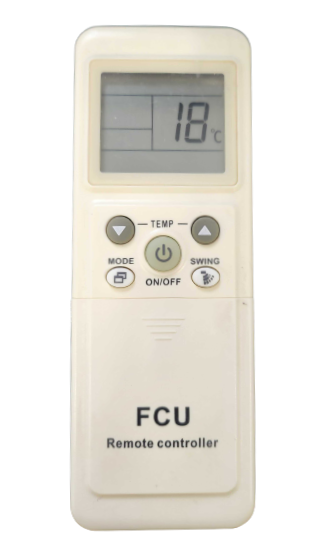 18°C
TEMP
MODE
SWING
ON/OFF
FCU
Remote controller